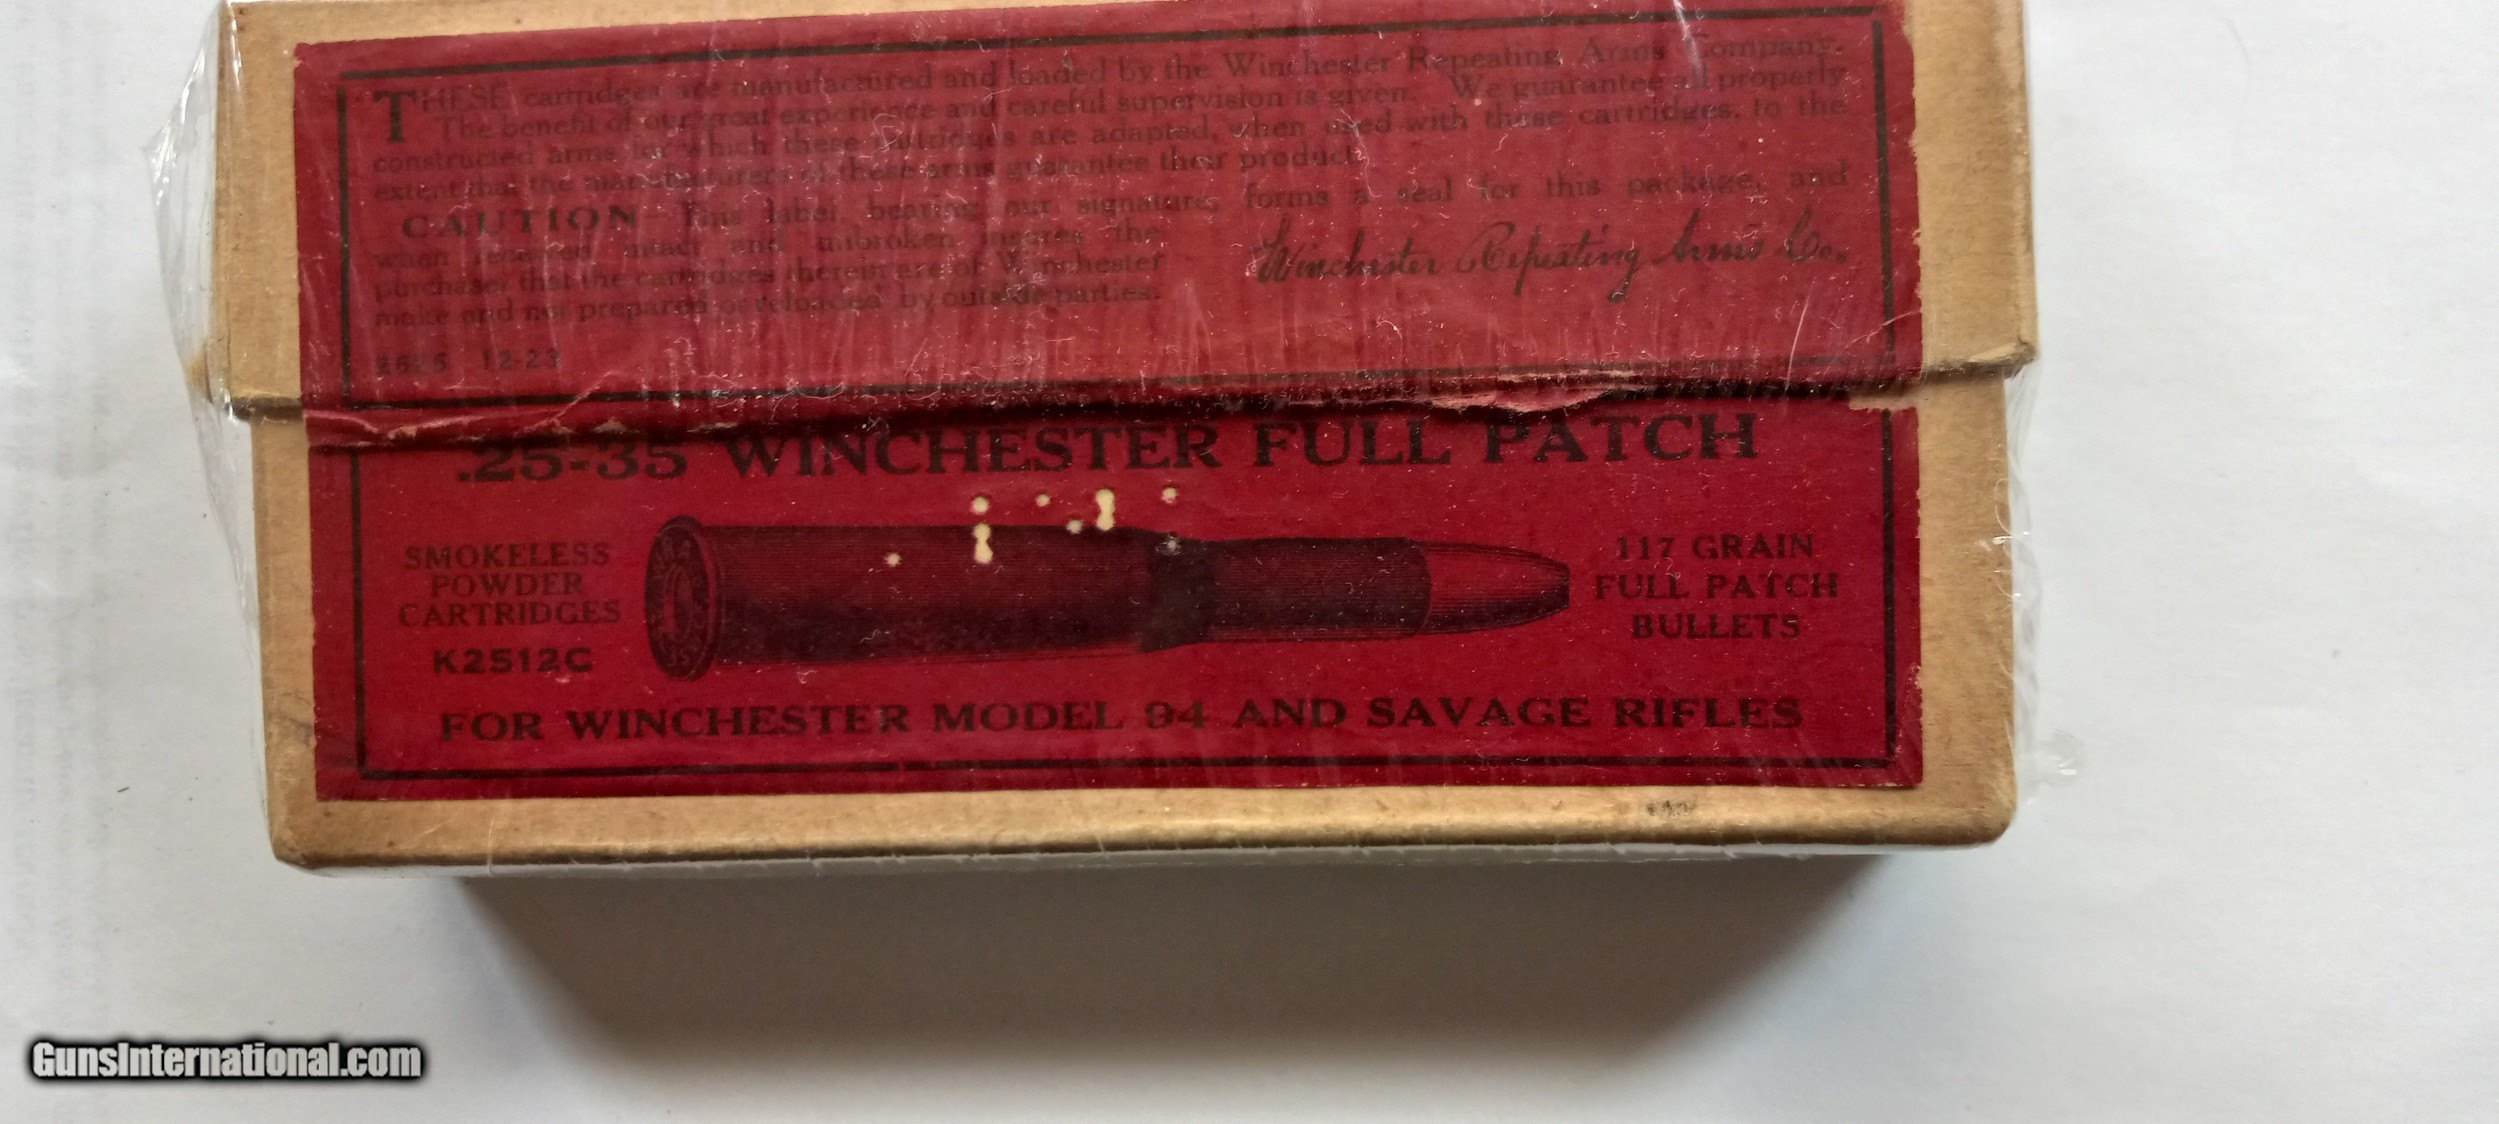 THESE cartridges are manufactured and loaded by the Winchester Repeating Arms Company.
The benefit of our great experience and careful supervision is given. We guarantee all properly
constructed arms for which these cartridges are adapted, when used with these cartridges, to the
extent that the manufacturers of these arms guarantee their product.
CAUTION—This label, bearing our signature, forms a seal for this package, and
when received intact and unbroken insures the
purchaser that the cartridges therein are of Winchester
make and not prepared or reloaded by outside parties.
Winchester Repeating Arms Co.
12-23
.25-35 WINCHESTER FULL PATCH
SMOKELESS
POWDER
CARTRIDGES
K2512C
117 GRAIN
FULL PATCH
BULLETS
FOR WINCHESTER MODEL 94 AND SAVAGE RIFLES
GunsInternational.com